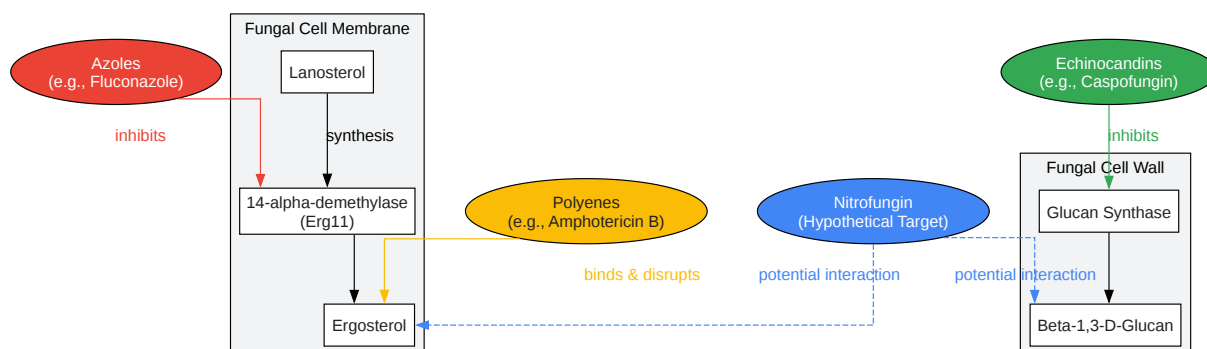 Fungal Cell Membrane
Azoles
(e.g., Fluconazole)
Lanosterol
Echinocandins
(e.g., Caspofungin)
inhibits
synthesis
inhibits
Fungal Cell Wall
14-alpha-demethylase
(Erg11)
Polyenes
(e.g., Amphotericin B)
Nitrofungin
(Hypothetical Target)
Glucan Synthase
binds & disrupts
potential interaction
potential interaction
Ergosterol
Beta-1,3-D-Glucan